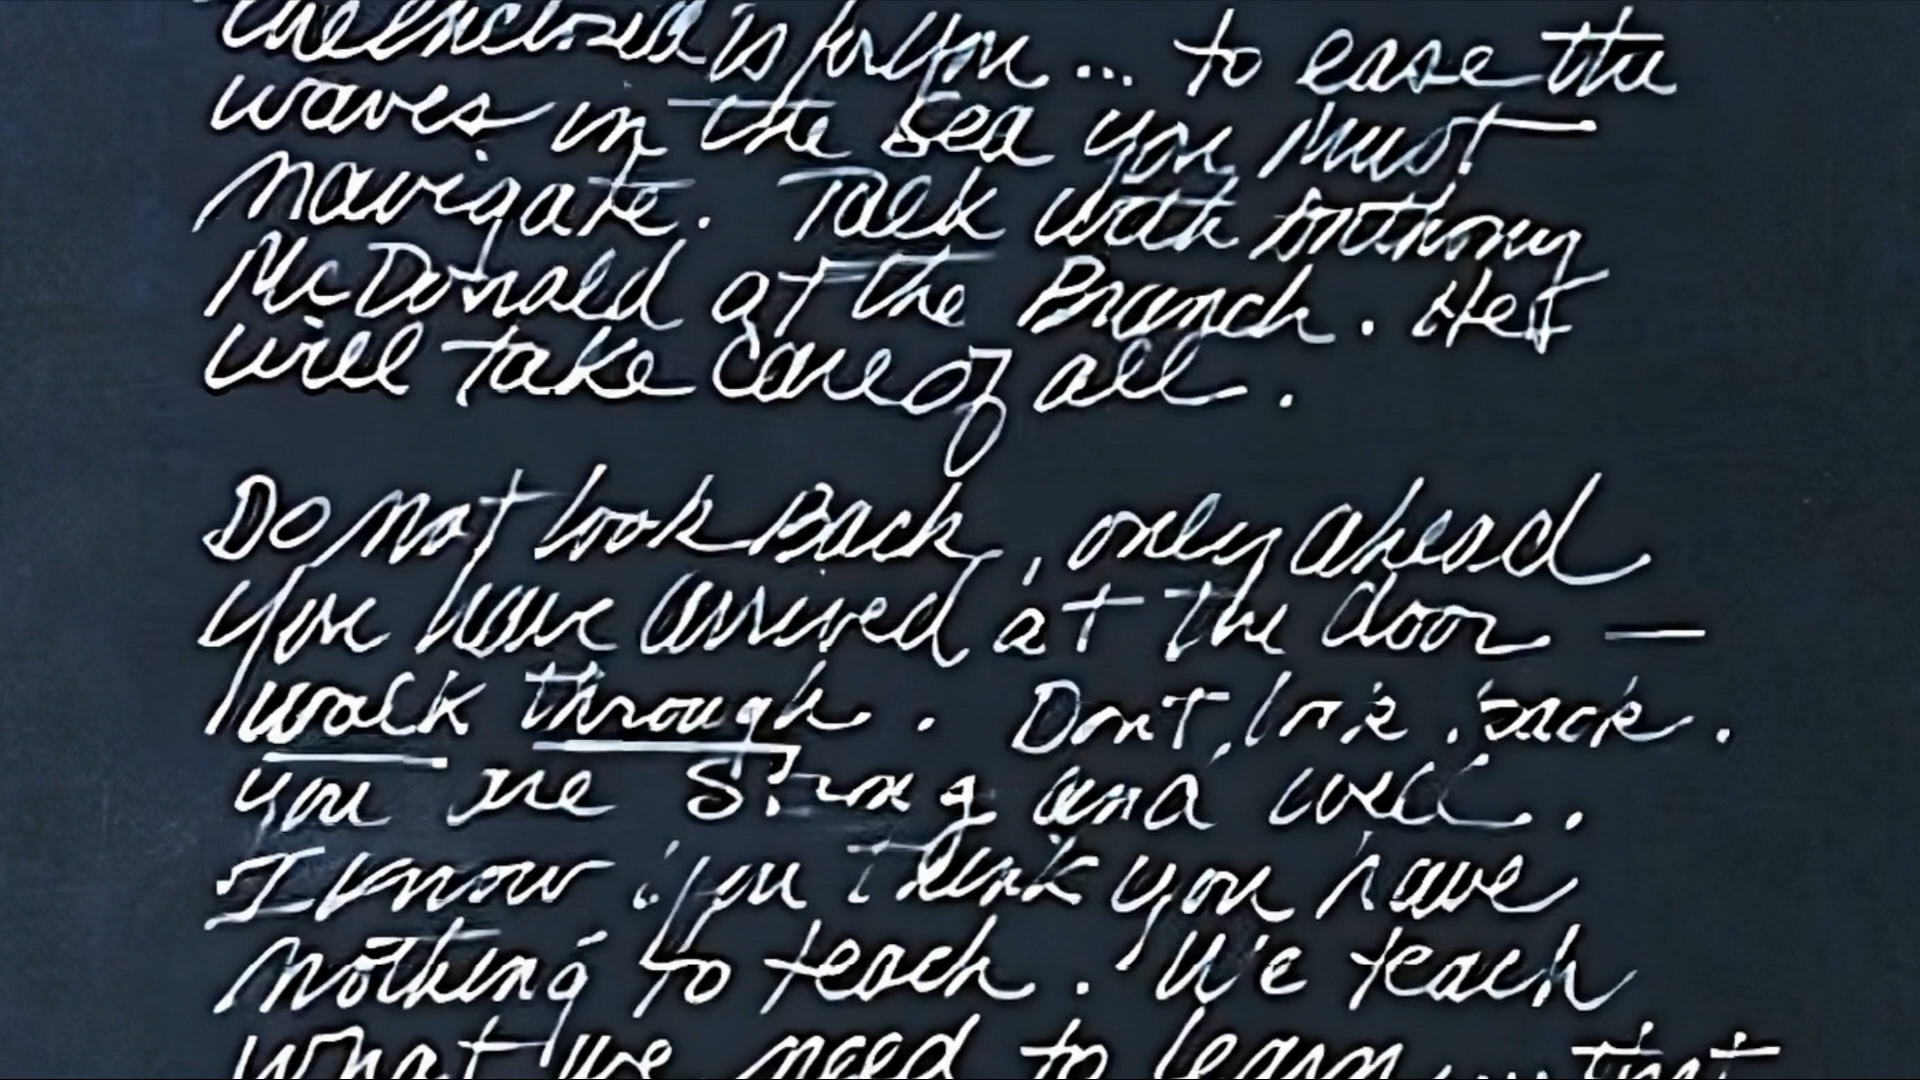 The Enclosed is for You ... to ease the
waves in the sea you Must
navigate. Talk with Anthony
McDonald at the Branch. He
will take care of all.
Do not look Back, only ahead
You have arrived at the door —
walk through. Don't look back.
you are strong and well.
I know you think you have
nothing to teach. We teach
what we need to learn ... that